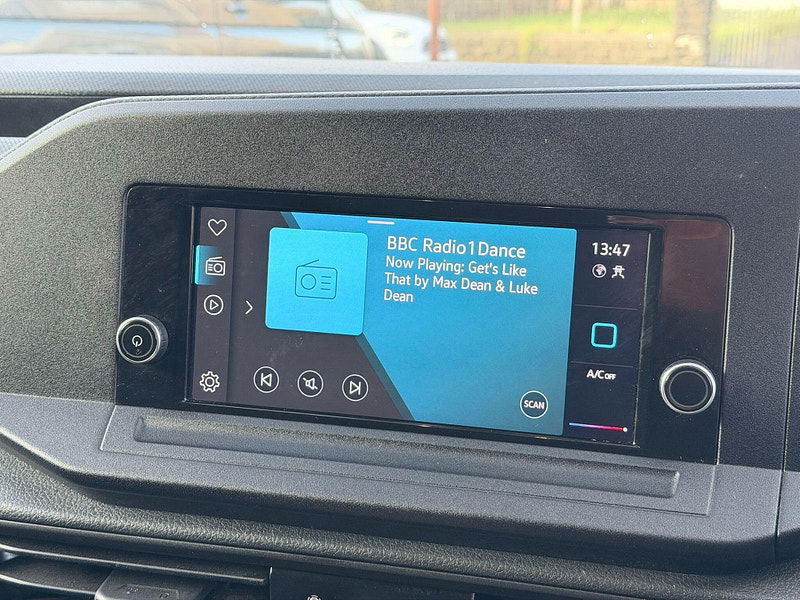 BBC Radio1Dance
Now Playing: Get's Like
That by Max Dean & Luke
Dean
13:47
A/C OFF
SCAN